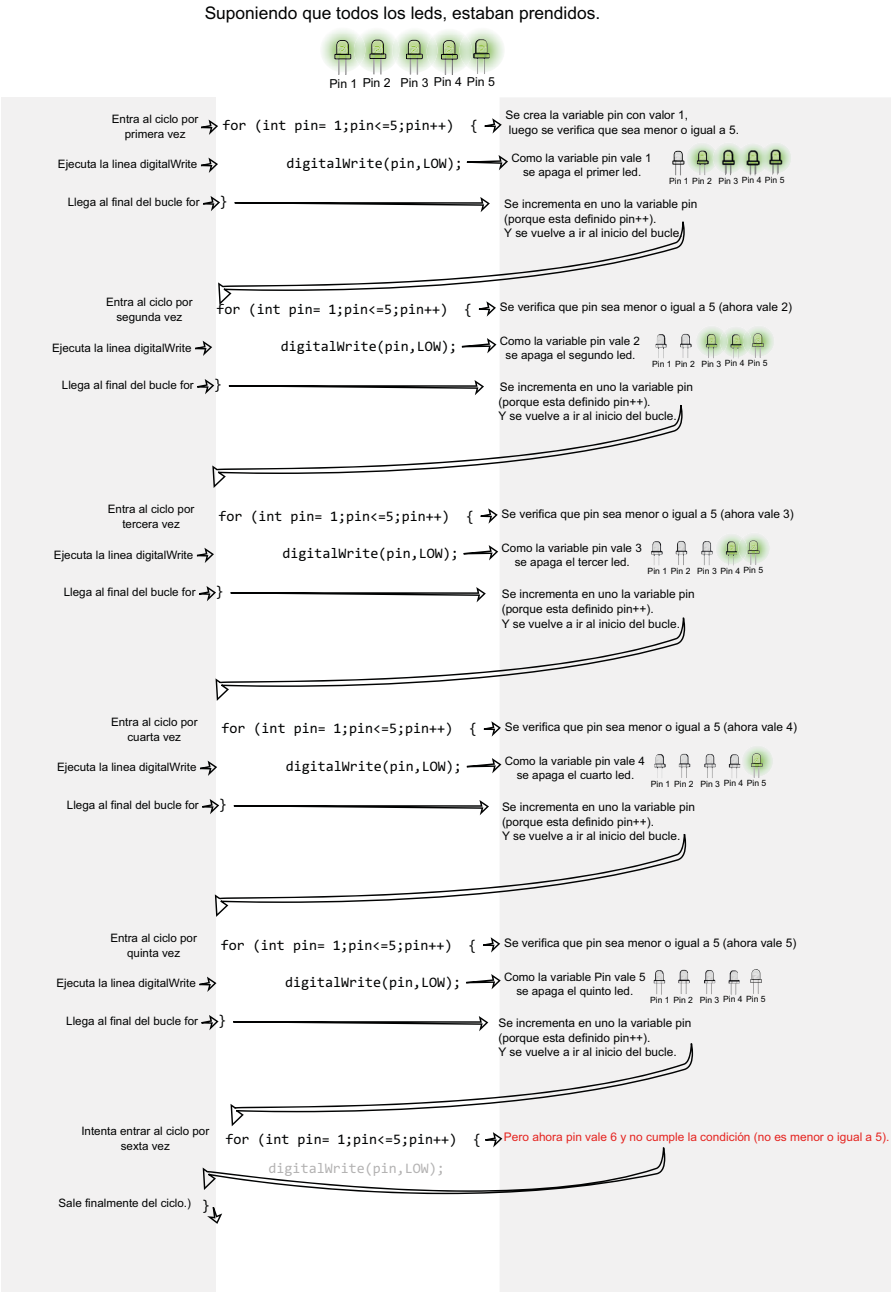 Suponiendo que todos los leds, estaban prendidos.
Pin 1 Pin 2 Pin 3 Pin 4 Pin 5
Entra al ciclo por
primera vez
for (int pin= 1;pin<=5;pin++) {
Se crea la variable pin con valor 1,
luego se verifica que sea menor o igual a 5.
Ejecuta la linea digitalWrite
digitalWrite(pin,LOW);
Como la variable pin vale 1
se apaga el primer led.
Pin 1 Pin 2 Pin 3 Pin 4 Pin 5
Llega al final del bucle for
}
Se incrementa en uno la variable pin
(porque esta definido pin++).
Y se vuelve a ir al inicio del bucle
Entra al ciclo por
segunda vez
for (int pin= 1;pin<=5;pin++) {
Se verifica que pin sea menor o igual a 5 (ahora vale 2)
Ejecuta la linea digitalWrite
digitalWrite(pin,LOW);
Como la variable pin vale 2
se apaga el segundo led.
Pin 1 Pin 2 Pin 3 Pin 4 Pin 5
Llega al final del bucle for
}
Se incrementa en uno la variable pin
(porque esta definido pin++).
Y se vuelve a ir al inicio del bucle.
Entra al ciclo por
tercera vez
for (int pin= 1;pin<=5;pin++) {
Se verifica que pin sea menor o igual a 5 (ahora vale 3)
Ejecuta la linea digitalWrite
digitalWrite(pin,LOW);
Como la variable pin vale 3
se apaga el tercer led.
Pin 1 Pin 2 Pin 3 Pin 4 Pin 5
Llega al final del bucle for
}
Se incrementa en uno la variable pin
(porque esta definido pin++).
Y se vuelve a ir al inicio del bucle.
Entra al ciclo por
cuarta vez
for (int pin= 1;pin<=5;pin++) {
Se verifica que pin sea menor o igual a 5 (ahora vale 4)
Ejecuta la linea digitalWrite
digitalWrite(pin,LOW);
Como la variable pin vale 4
se apaga el cuarto led.
Pin 1 Pin 2 Pin 3 Pin 4 Pin 5
Llega al final del bucle for
}
Se incrementa en uno la variable pin
(porque esta definido pin++).
Y se vuelve a ir al inicio del bucle.
Entra al ciclo por
quinta vez
for (int pin= 1;pin<=5;pin++) {
Se verifica que pin sea menor o igual a 5 (ahora vale 5)
Ejecuta la linea digitalWrite
digitalWrite(pin,LOW);
Como la variable Pin vale 5
se apaga el quinto led.
Pin 1 Pin 2 Pin 3 Pin 4 Pin 5
Llega al final del bucle for
}
Se incrementa en uno la variable pin
(porque esta definido pin++).
Y se vuelve a ir al inicio del bucle.
Intenta entrar al ciclo por
sexta vez
for (int pin= 1;pin<=5;pin++) {
Pero ahora pin vale 6 y no cumple la condición (no es menor o igual a 5).
digitalWrite(pin,LOW);
Sale finalmente del ciclo.)
}